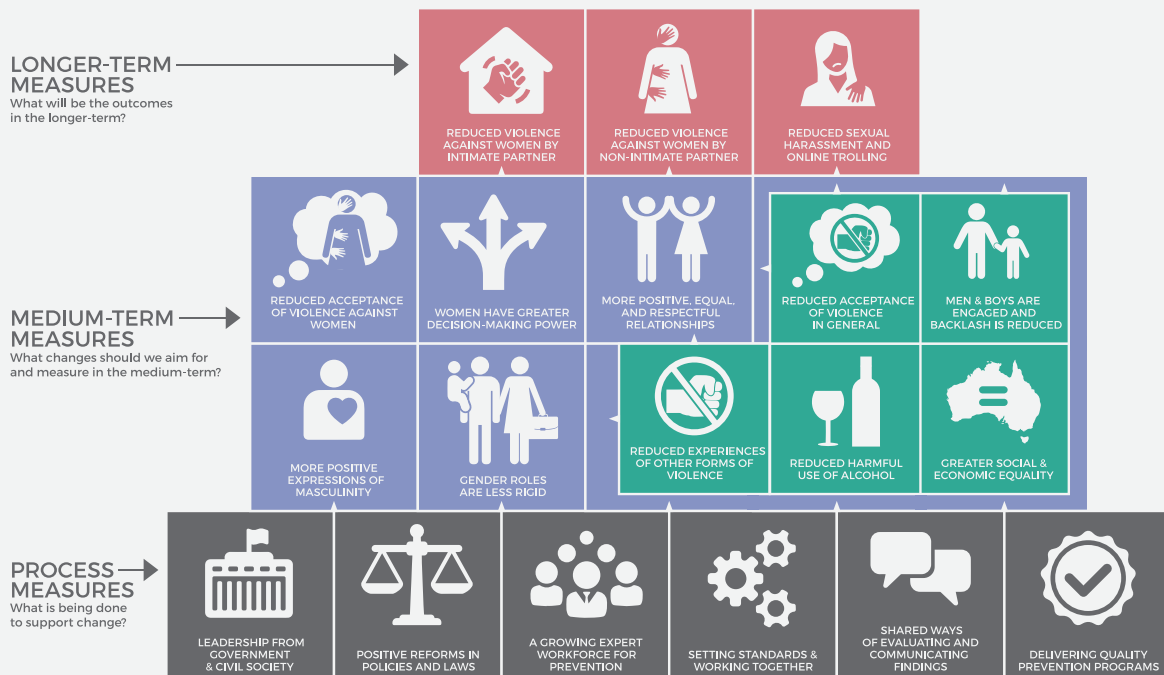 LONGER-TERM
MEASURES
What will be the outcomes
in the longer-term?
REDUCED VIOLENCE
AGAINST WOMEN BY
INTIMATE PARTNER
REDUCED VIOLENCE
AGAINST WOMEN BY
NON-INTIMATE PARTNER
REDUCED SEXUAL
HARASSMENT AND
ONLINE TROLLING
MEDIUM-TERM
MEASURES
What changes should we aim for
and measure in the medium-term?
REDUCED ACCEPTANCE
OF VIOLENCE AGAINST
WOMEN
WOMEN HAVE GREATER
DECISION-MAKING POWER
MORE POSITIVE, EQUAL,
AND RESPECTFUL
RELATIONSHIPS
REDUCED ACCEPTANCE
OF VIOLENCE
IN GENERAL
MEN & BOYS ARE
ENGAGED AND
BACKLASH IS REDUCED
MORE POSITIVE
EXPRESSIONS OF
MASCULINITY
GENDER ROLES
ARE LESS RIGID
REDUCED EXPERIENCES
OF OTHER FORMS OF
VIOLENCE
REDUCED HARMFUL
USE OF ALCOHOL
GREATER SOCIAL &
ECONOMIC EQUALITY
PROCESS
MEASURES
What is being done
to support change?
LEADERSHIP FROM
GOVERNMENT
& CIVIL SOCIETY
POSITIVE REFORMS IN
POLICIES AND LAWS
A GROWING EXPERT
WORKFORCE FOR
PREVENTION
SETTING STANDARDS &
WORKING TOGETHER
SHARED WAYS
OF EVALUATING AND
COMMUNICATING
FINDINGS
DELIVERING QUALITY
PREVENTION PROGRAMS